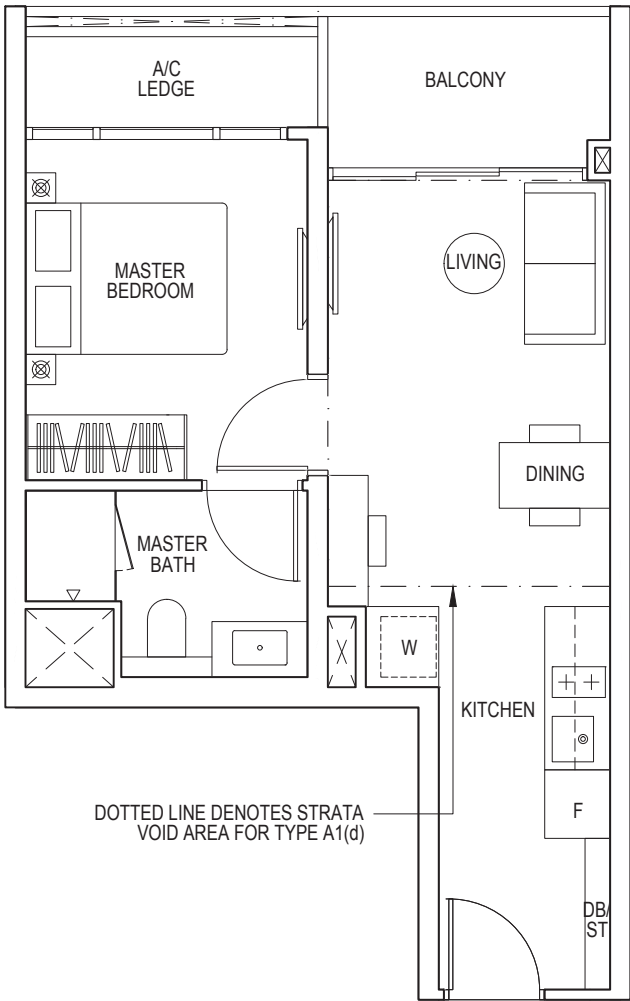 A/C
LEDGE
BALCONY
MASTER
BEDROOM
LIVING
DINING
MASTER
BATH
W
KITCHEN
DOTTED LINE DENOTES STRATA
VOID AREA FOR TYPE A1(d)
F
DB/
ST